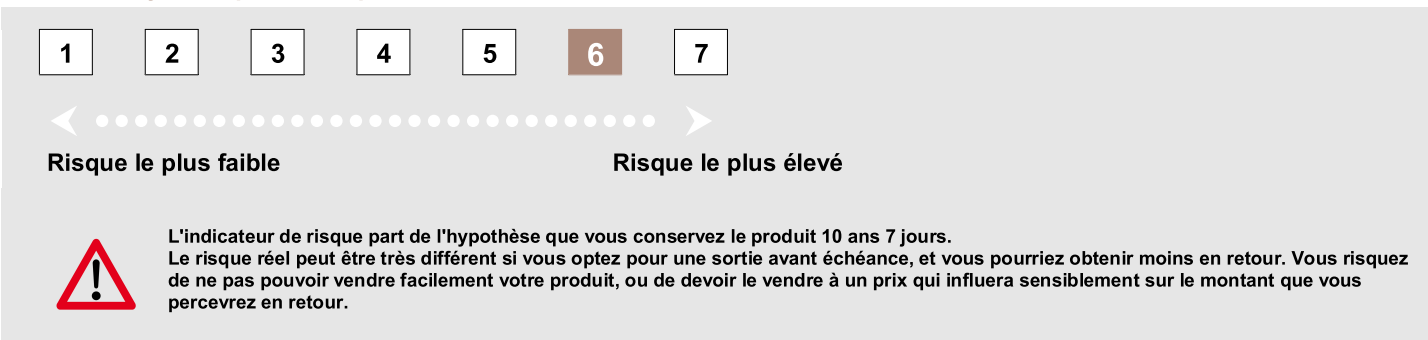 1 2 3 4 5 6 7
Risque le plus faible Risque le plus élevé
L'indicateur de risque part de l'hypothèse que vous conservez le produit 10 ans 7 jours.
Le risque réel peut être très différent si vous optez pour une sortie avant échéance, et vous pourriez obtenir moins en retour. Vous risquez
de ne pas pouvoir vendre facilement votre produit, ou de devoir le vendre à un prix qui influera sensiblement sur le montant que vous
percevrez en retour.